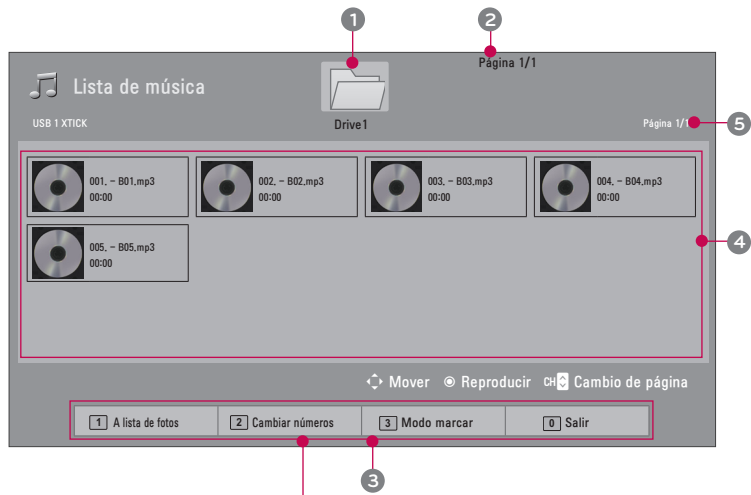 1
2
Página 1/1
Lista de música
USB 1 XTICK
Drive1
Página 1/1
5
001. - B01.mp3
00:00
002. - B02.mp3
00:00
003. - B03.mp3
00:00
004. - B04.mp3
00:00
4
005. - B05.mp3
00:00
Mover
Reproducir
CH Cambio de página
1 A lista de fotos
2 Cambiar números
3 Modo marcar
0 Salir
3